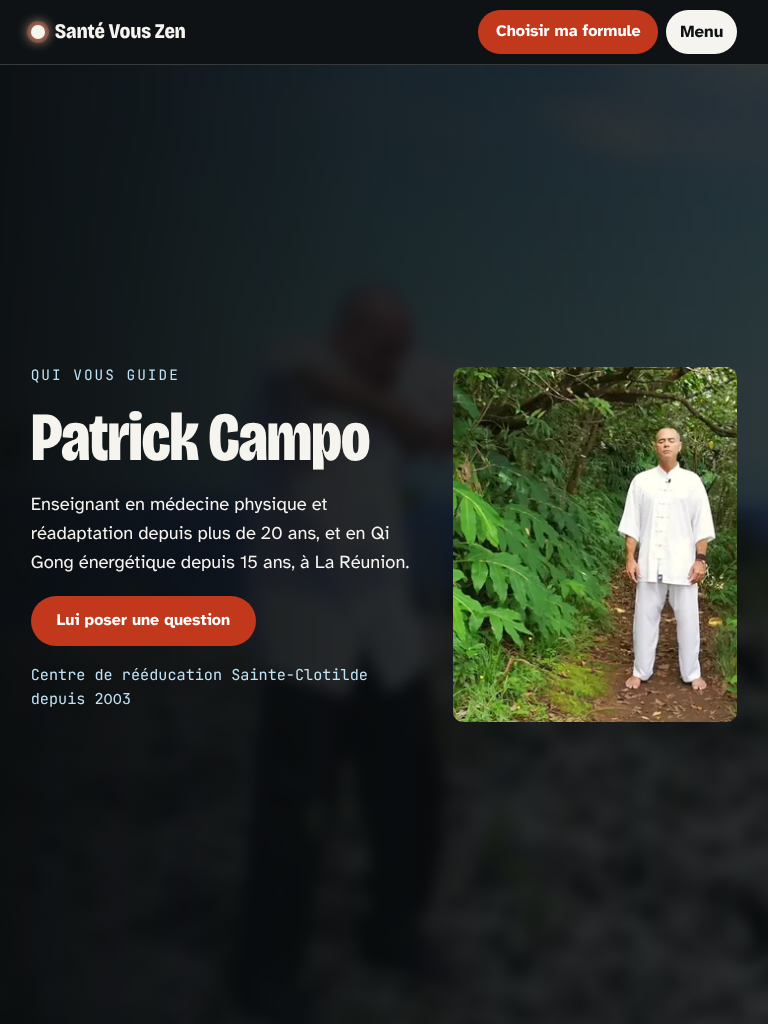 Santé Vous Zen
Choisir ma formule
Menu
QUI VOUS GUIDE
Patrick Campo
Enseignant en médecine physique et
réadaptation depuis plus de 20 ans, et en Qi
Gong énergétique depuis 15 ans, à La Réunion.
Lui poser une question
Centre de rééducation Sainte-Clotilde
depuis 2003